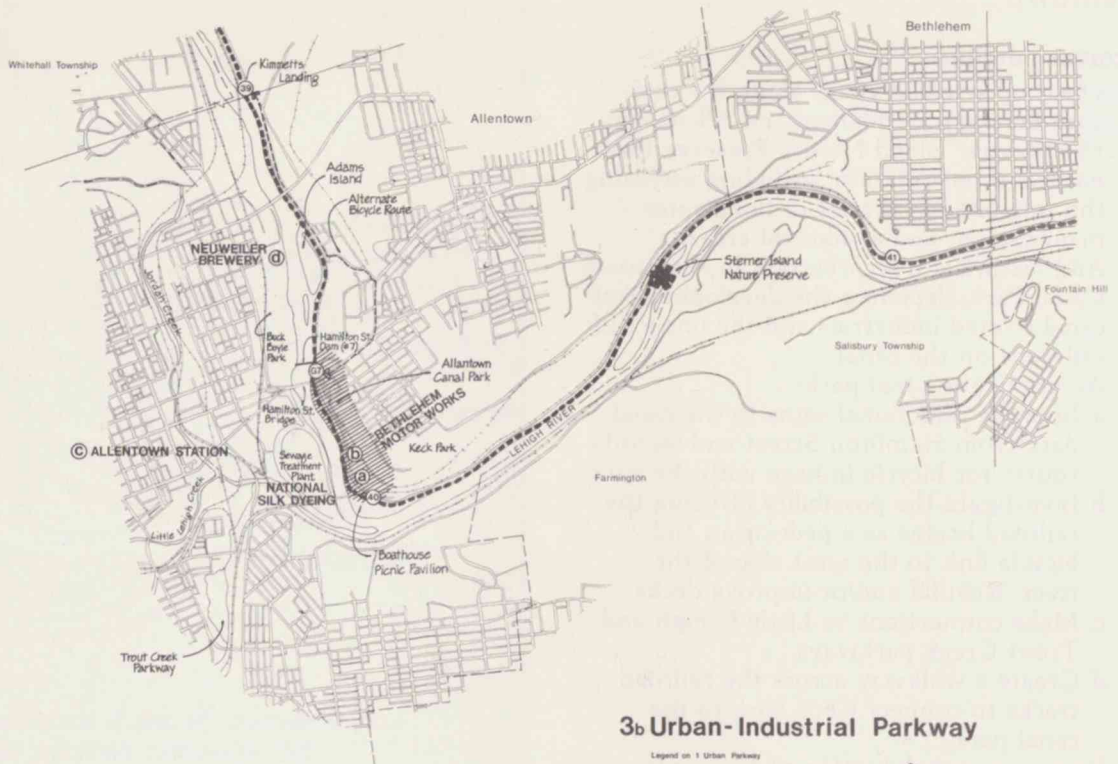 Bethlehem
Whitehall Township
Kimmetts
Landing
39
Allentown
Adams
Island
Alternate
Bicycle Route
NEUWEILER
BREWERY
d
Jordan Creek
Sterner Island
Nature Preserve
41
Fountain Hill
Salisbury Township
Buck
Boyle
Park
Hamilton St.
Dam (#7)
G7
Allantown
Canal Park
BETHLEHEM
MOTOR WORKS
Hamilton St.
Bridge
LEHIGH RIVER
Keck Park
c ALLENTOWN STATION
b
a
Sewage
Treatment
Plant
NATIONAL
SILK DYEING
40
Farmington
Little Lehigh Creek
Boathouse
Picnic Pavilion
Trout Creek
Parkway
3b Urban-Industrial Parkway
Legend on 1 Urban Parkway